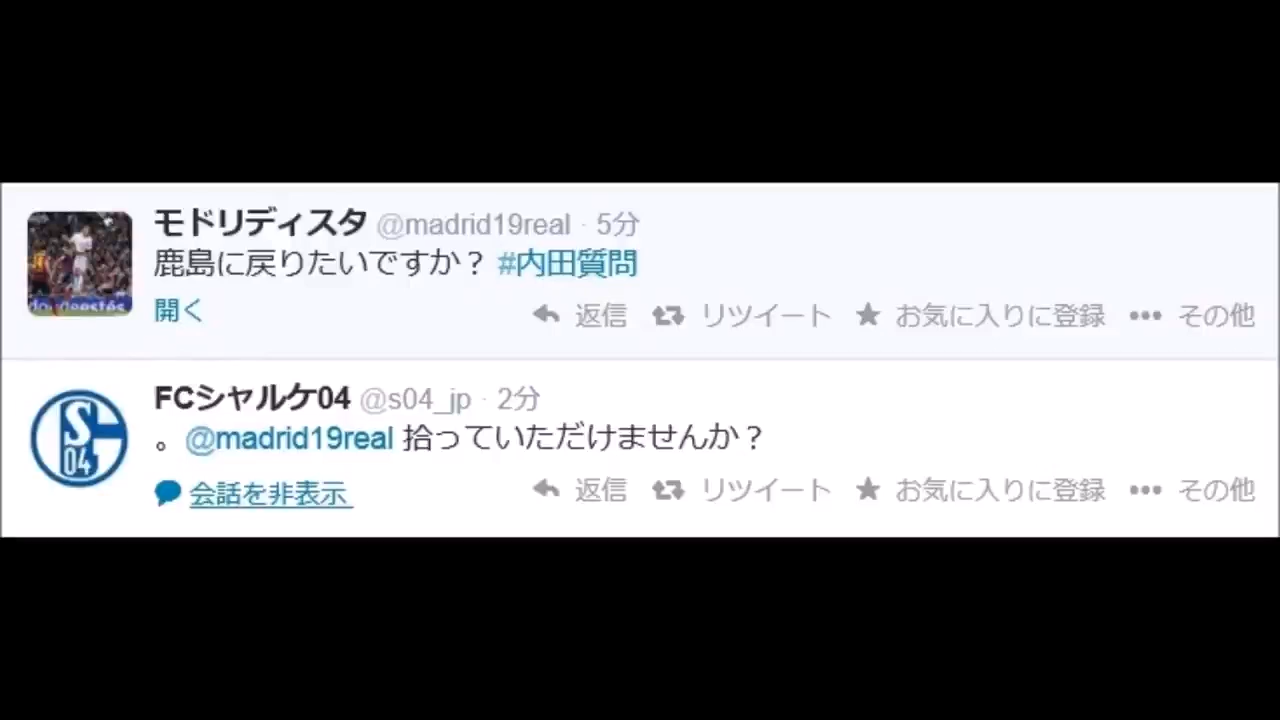 モドリディスタ @madrid19real · 5分
鹿島に戻りたいですか？ #内田質問
開く
返信 リツイート お気に入りに登録 その他
FCシャルケ04 @s04_jp · 2分
。@madrid19real 拾っていただけませんか？
会話を非表示
返信 リツイート お気に入りに登録 その他
S
04